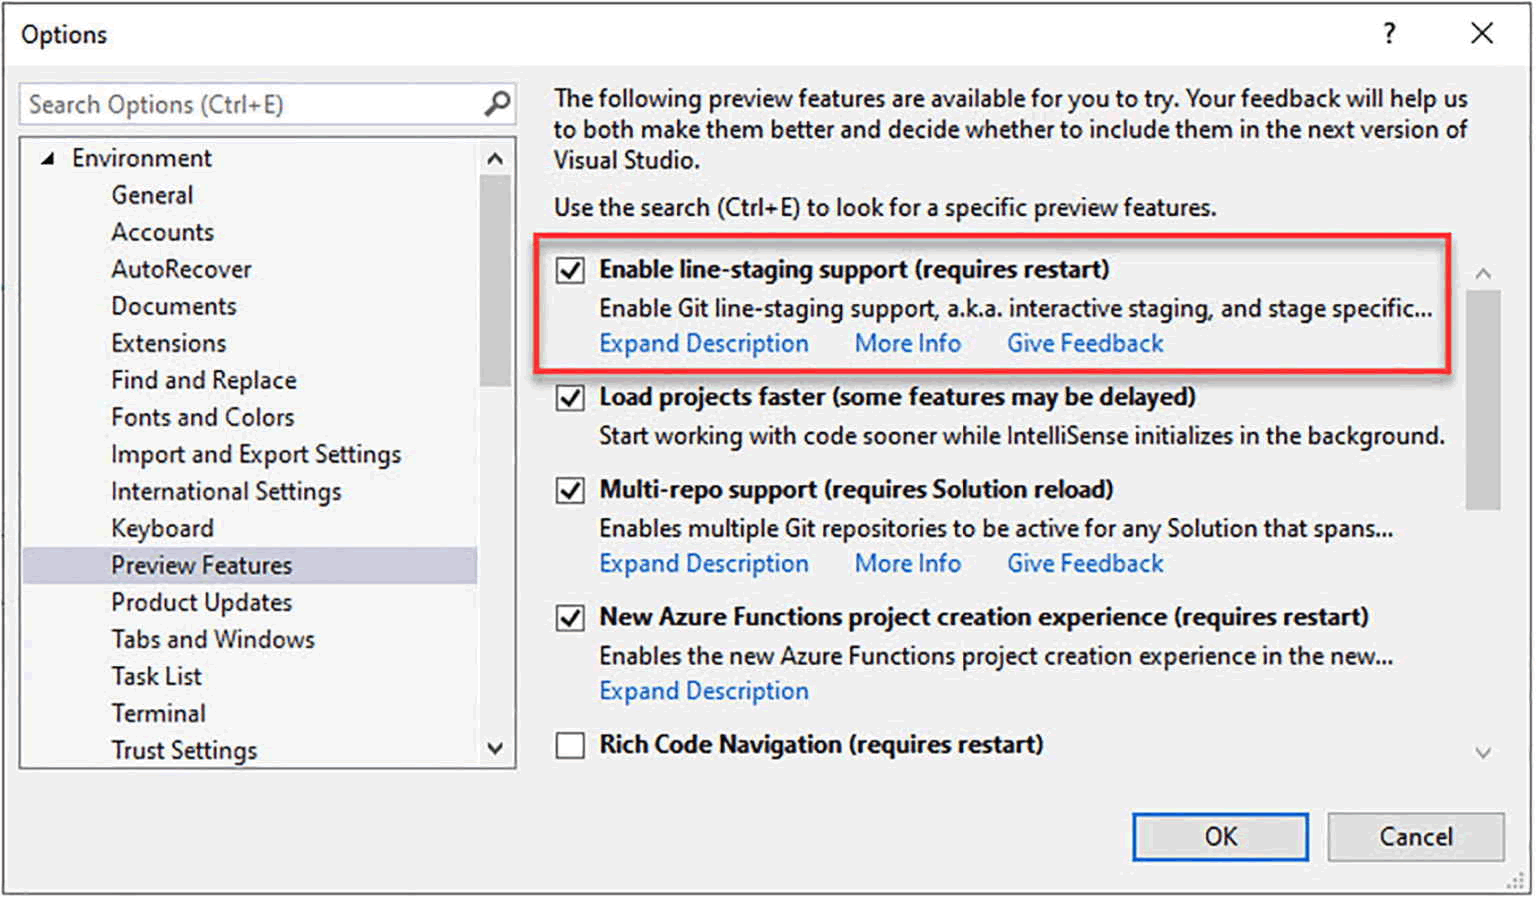 Options
?
Search Options (Ctrl+E)
Environment
General
Accounts
AutoRecover
Documents
Extensions
Find and Replace
Fonts and Colors
Import and Export Settings
International Settings
Keyboard
Preview Features
Product Updates
Tabs and Windows
Task List
Terminal
Trust Settings
The following preview features are available for you to try. Your feedback will help us
to both make them better and decide whether to include them in the next version of
Visual Studio.
Use the search (Ctrl+E) to look for a specific preview features.
Enable line-staging support (requires restart)
Enable Git line-staging support, a.k.a. interactive staging, and stage specific...
Expand Description More Info Give Feedback
Load projects faster (some features may be delayed)
Start working with code sooner while IntelliSense initializes in the background.
Multi-repo support (requires Solution reload)
Enables multiple Git repositories to be active for any Solution that spans...
Expand Description More Info Give Feedback
New Azure Functions project creation experience (requires restart)
Enables the new Azure Functions project creation experience in the new...
Expand Description
Rich Code Navigation (requires restart)
OK Cancel